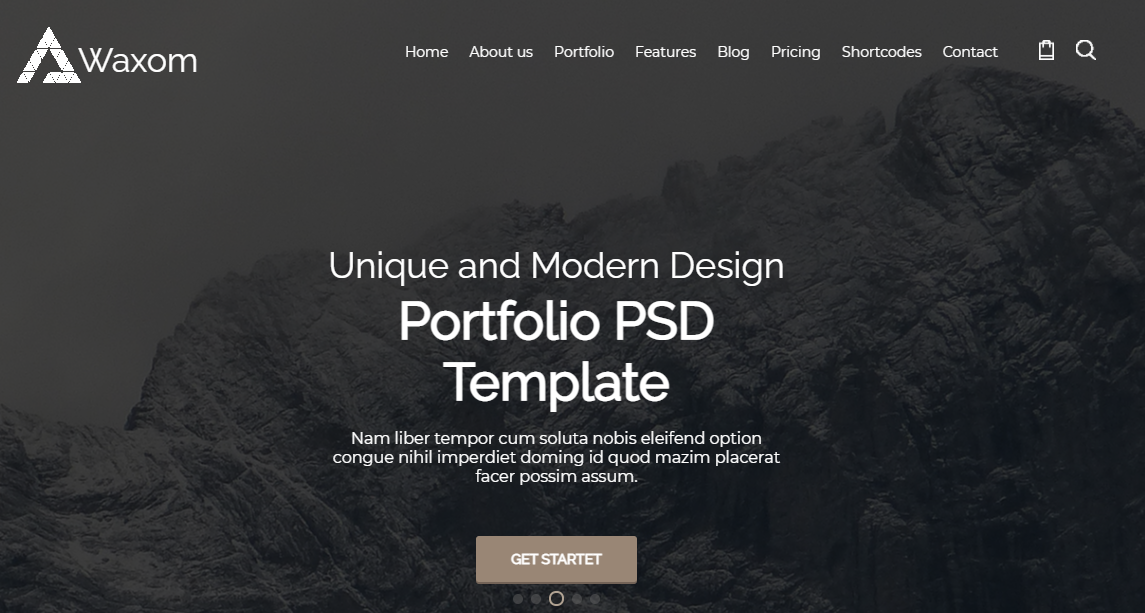 Waxom
Home About us Portfolio Features Blog Pricing Shortcodes Contact
Unique and Modern Design
Portfolio PSD
Template
Nam liber tempor cum soluta nobis eleifend option
congue nihil imperdiet doming id quod mazim placerat
facer possim assum.
GET STARTET